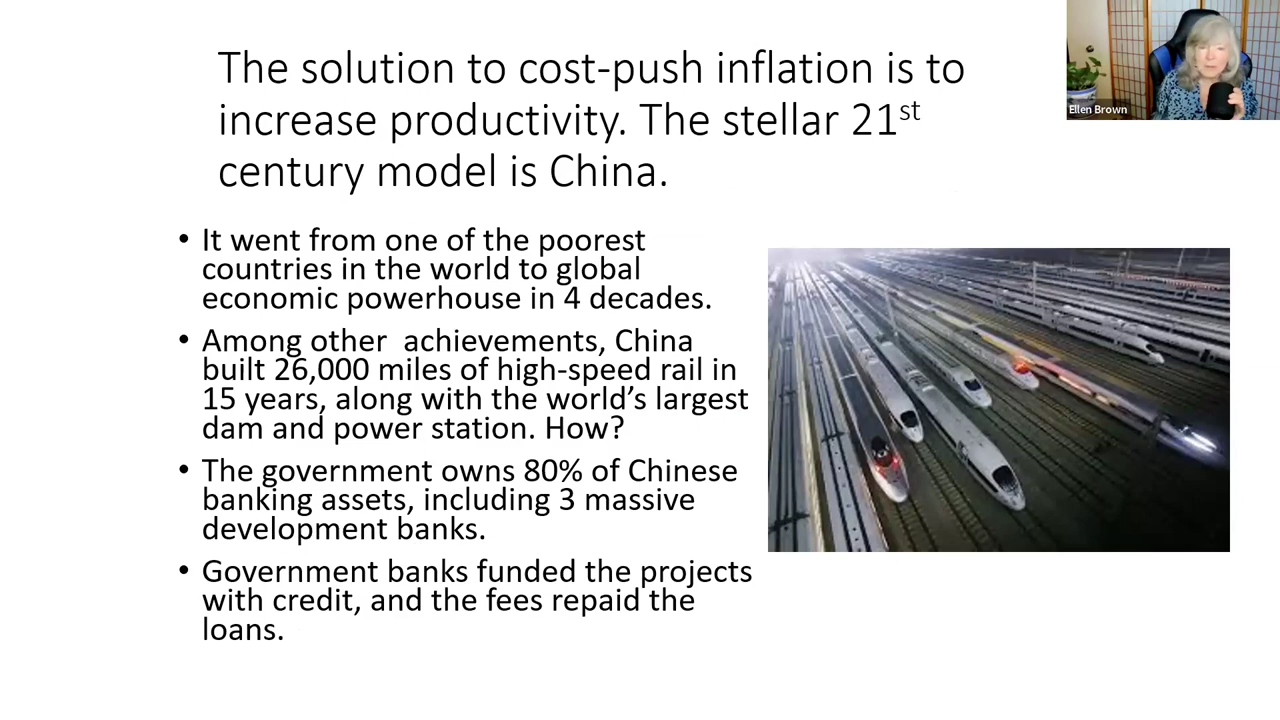 The solution to cost-push inflation is to
increase productivity. The stellar 21st
century model is China.
Ellen Brown
• It went from one of the poorest
countries in the world to global
economic powerhouse in 4 decades.
• Among other  achievements, China
built 26,000 miles of high-speed rail in
15 years, along with the world’s largest
dam and power station. How?
• The government owns 80% of Chinese
banking assets, including 3 massive
development banks.
• Government banks funded the projects
with credit, and the fees repaid the
loans.